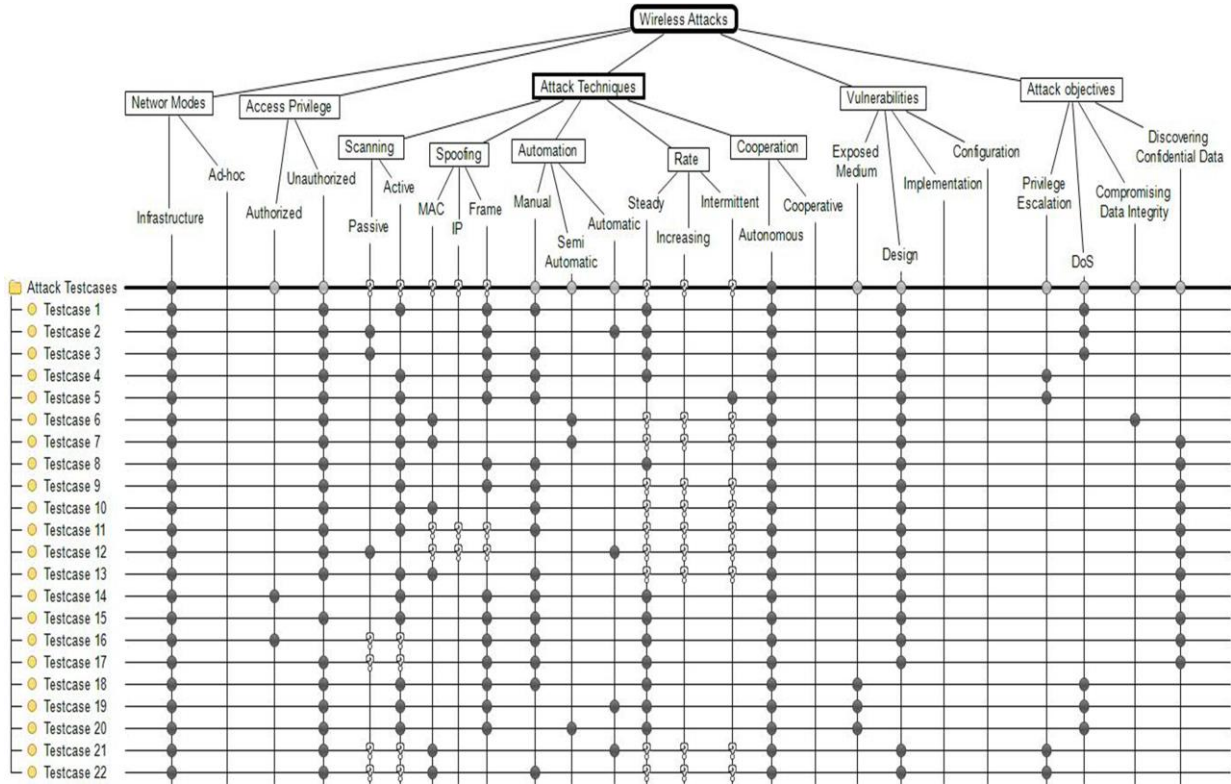 Wireless Attacks
Networ Modes
Access Privilege
Attack Techniques
Vulnerabilities
Attack objectives
Scanning
Spoofing
Automation
Rate
Cooperation
Infrastructure
Ad-hoc
Authorized
Unauthorized
Passive
Active
MAC
IP
Frame
Manual
Semi
Automatic
Automatic
Steady
Increasing
Intermittent
Autonomous
Cooperative
Exposed
Medium
Design
Implementation
Configuration
Privilege
Escalation
DoS
Compromising
Data Integrity
Discovering
Confidential Data
Attack Testcases
Testcase 1
Testcase 2
Testcase 3
Testcase 4
Testcase 5
Testcase 6
Testcase 7
Testcase 8
Testcase 9
Testcase 10
Testcase 11
Testcase 12
Testcase 13
Testcase 14
Testcase 15
Testcase 16
Testcase 17
Testcase 18
Testcase 19
Testcase 20
Testcase 21
Testcase 22